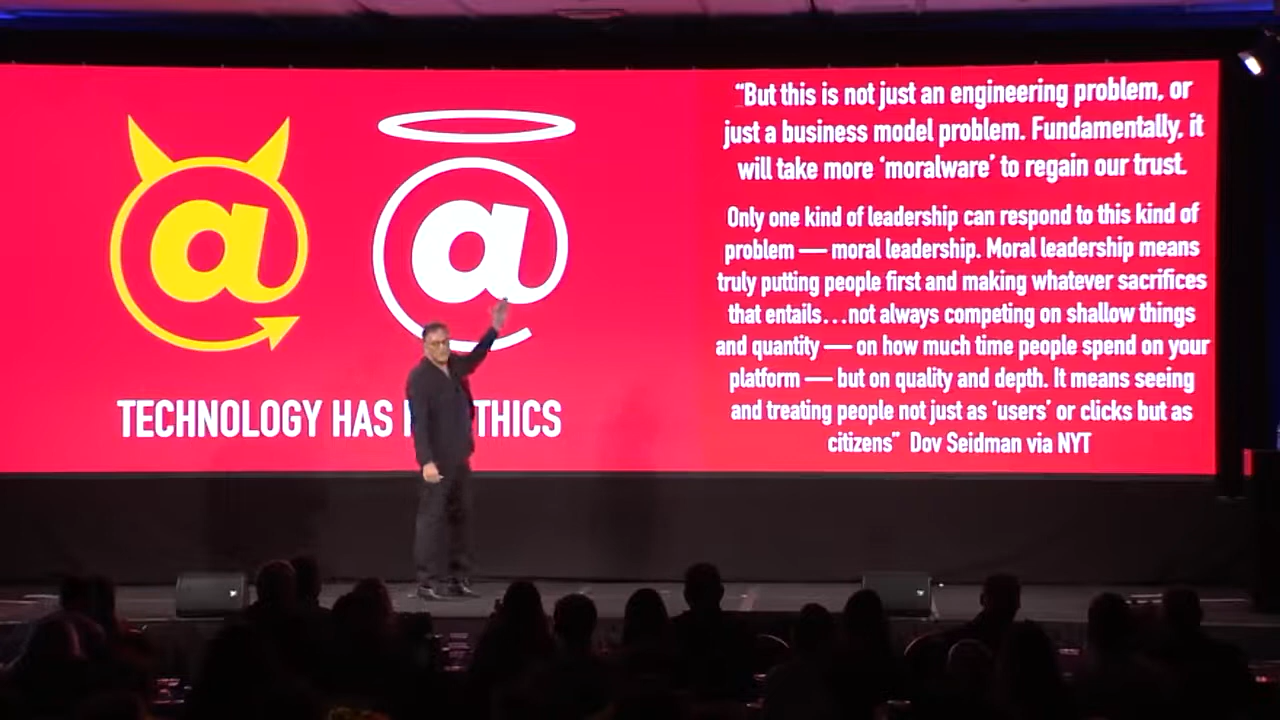 @ @
TECHNOLOGY HAS THICS
“But this is not just an engineering problem, or
just a business model problem. Fundamentally, it
will take more ‘moralware’ to regain our trust.
Only one kind of leadership can respond to this kind of
problem — moral leadership. Moral leadership means
truly putting people first and making whatever sacrifices
that entails...not always competing on shallow things
and quantity — on how much time people spend on your
platform — but on quality and depth. It means seeing
and treating people not just as ‘users’ or clicks but as
citizens” Dov Seidman via NYT